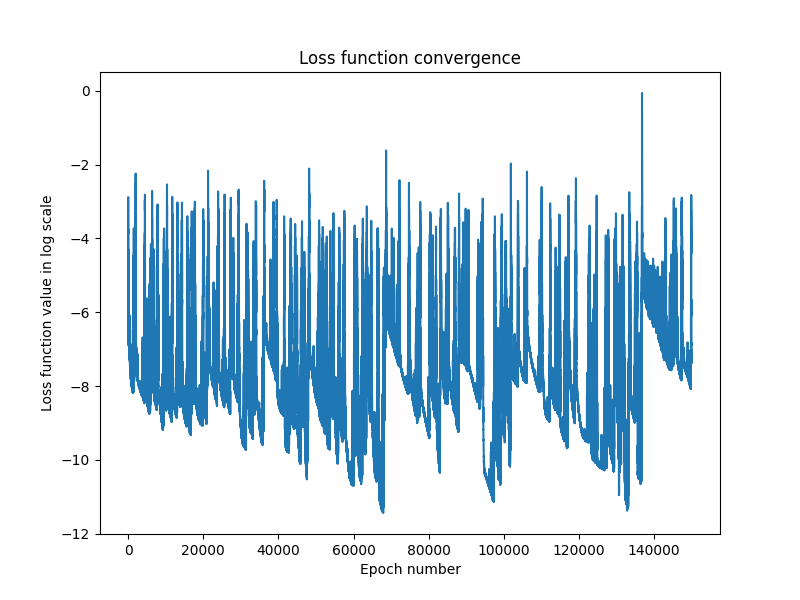 Loss function convergence
0
−2
−4
−6
−8
−10
−12
Loss function value in log scale
0 20000 40000 60000 80000 100000 120000 140000
Epoch number